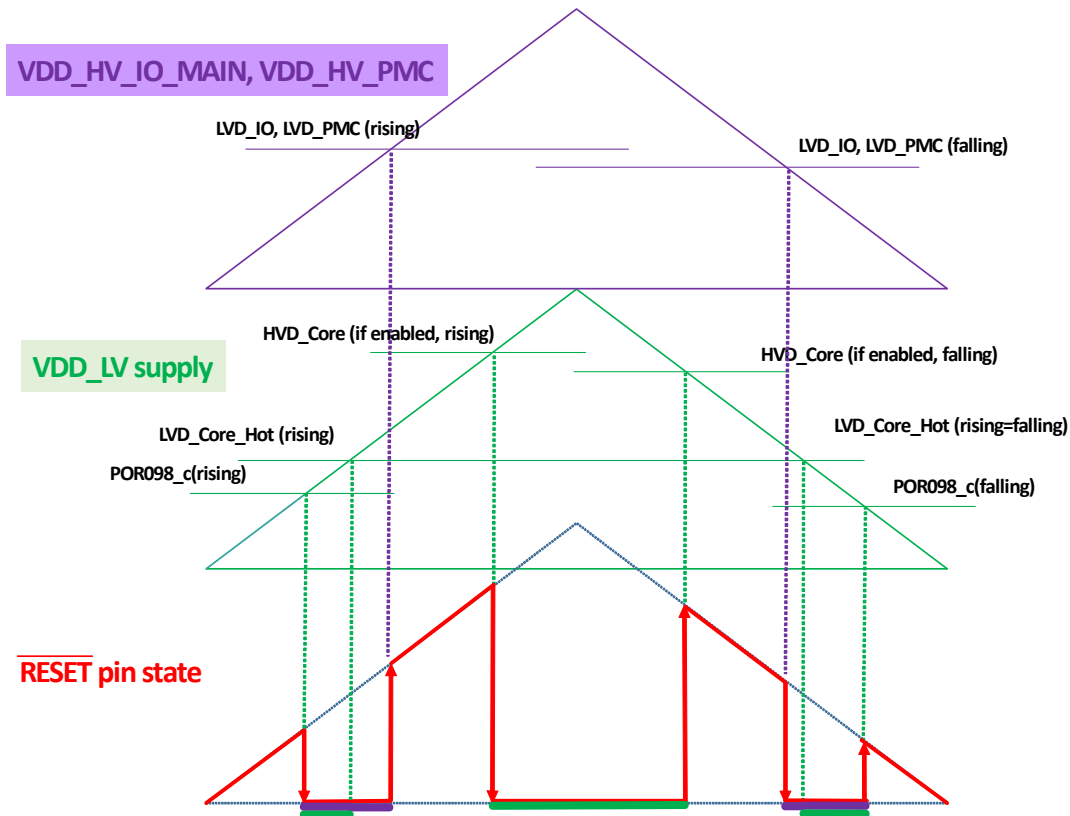 VDD_HV_IO_MAIN, VDD_HV_PMC
LVD_IO, LVD_PMC (rising)
LVD_IO, LVD_PMC (falling)
HVD_Core (if enabled, rising)
HVD_Core (if enabled, falling)
VDD_LV supply
LVD_Core_Hot (rising)
LVD_Core_Hot (rising=falling)
POR098_c(rising)
POR098_c(falling)
RESET pin state